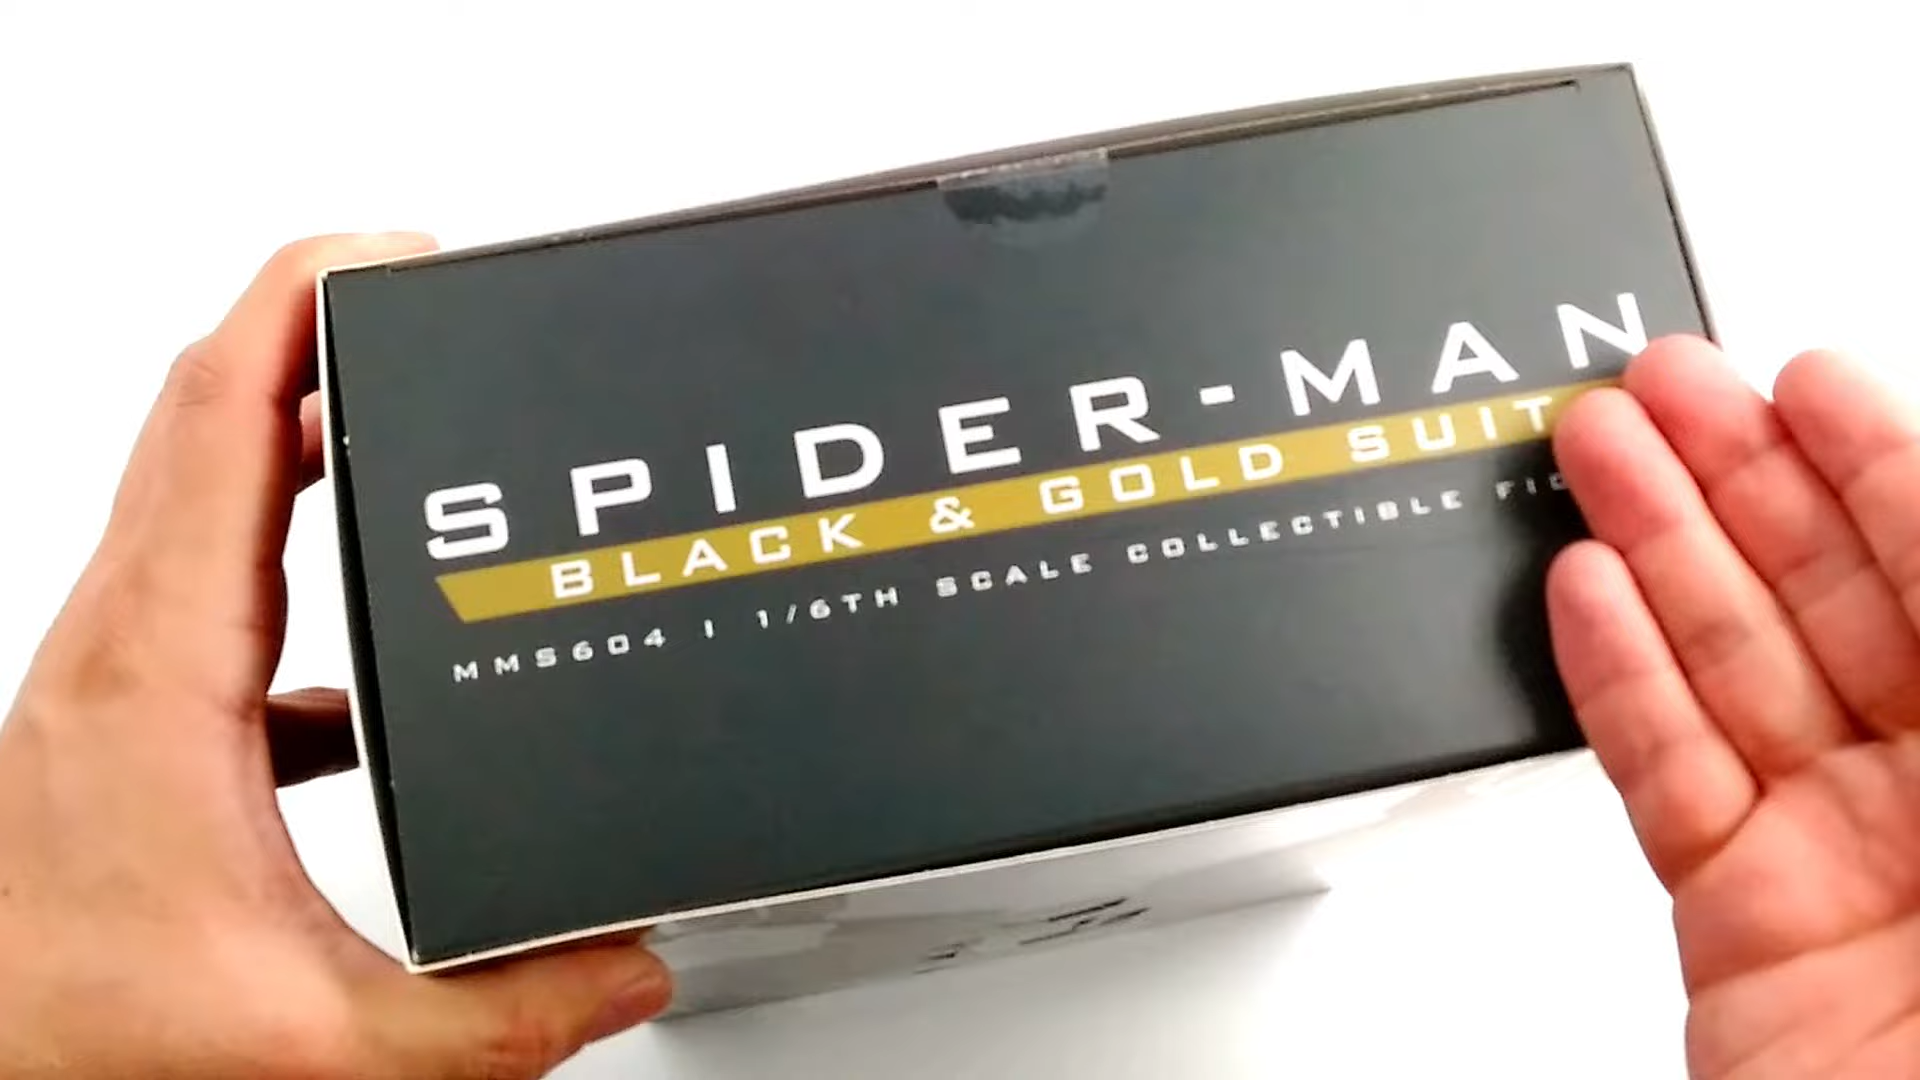 SPIDER-MAN
BLACK & GOLD SUIT
MMS604 | 1/6TH SCALE COLLECTIBLE